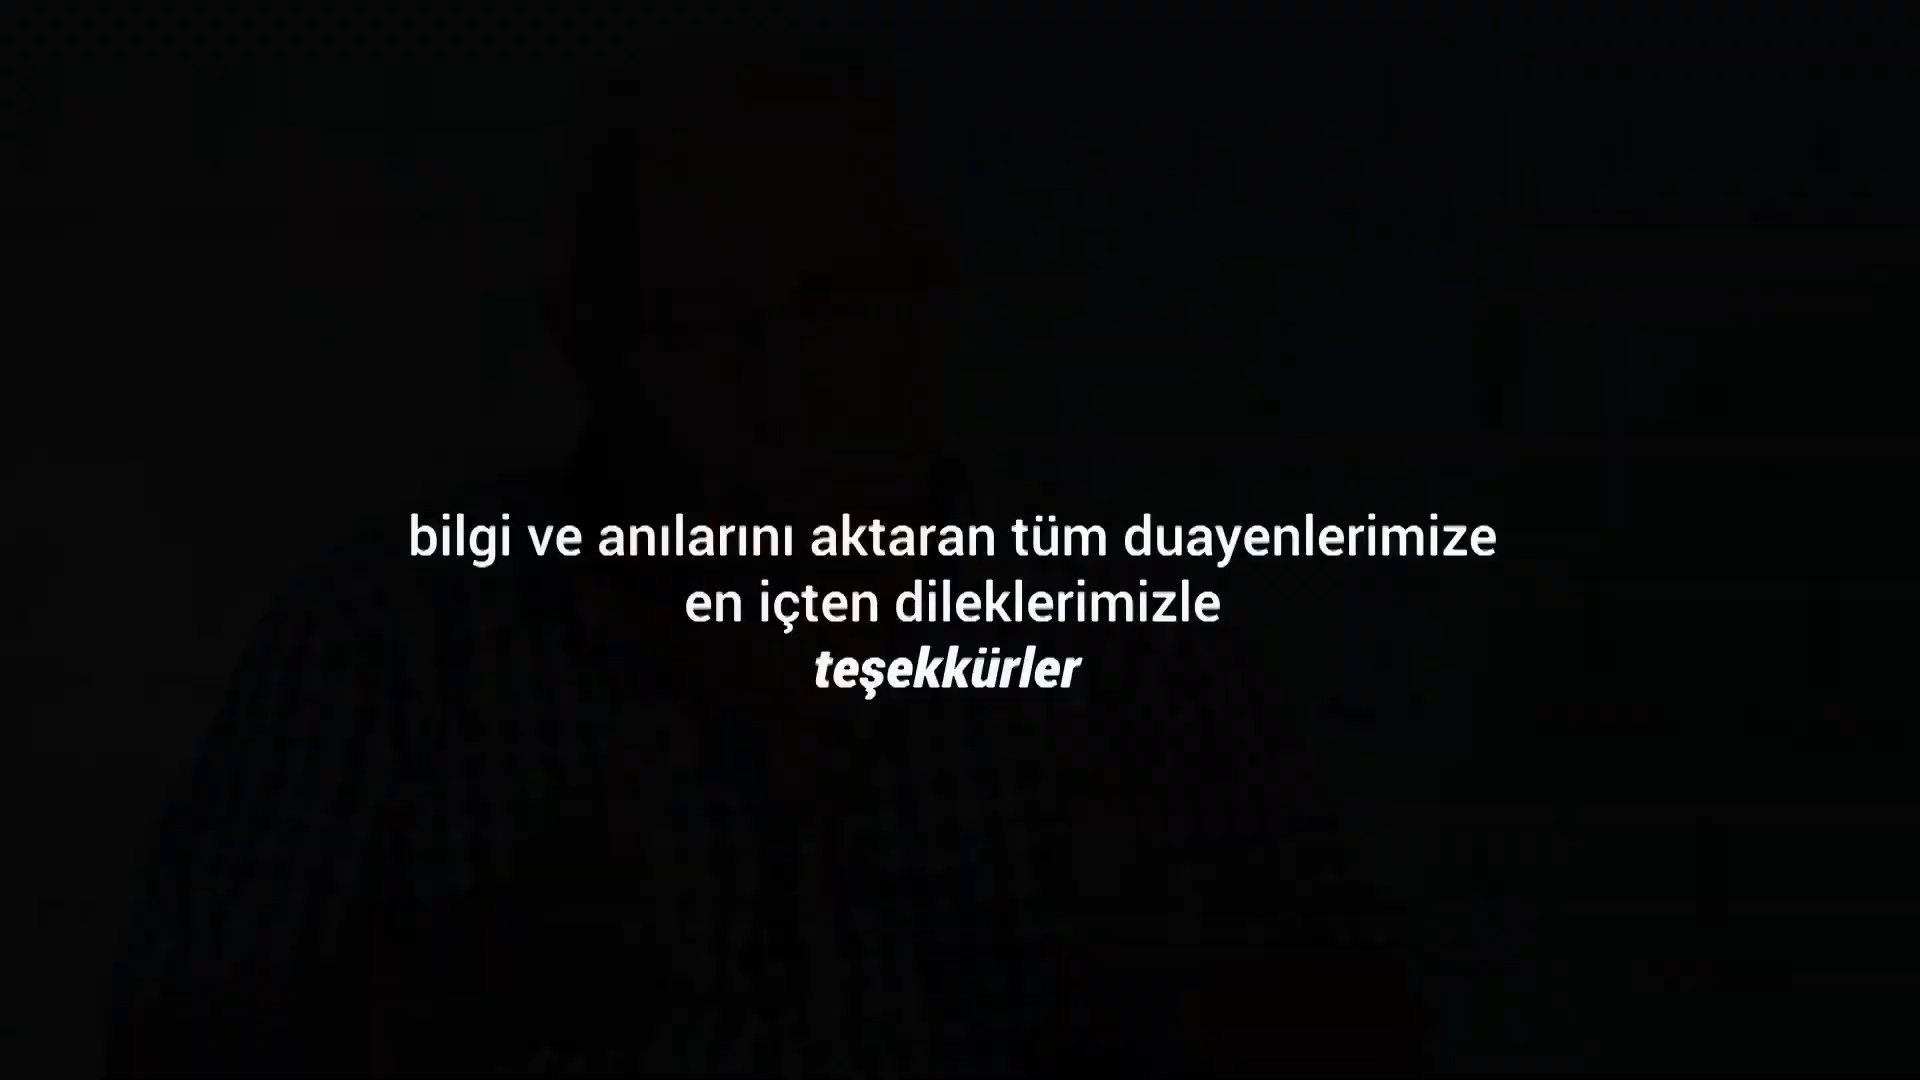 bilgi ve anılarını aktaran tüm duayenlerimize
en içten dileklerimizle
teşekkürler